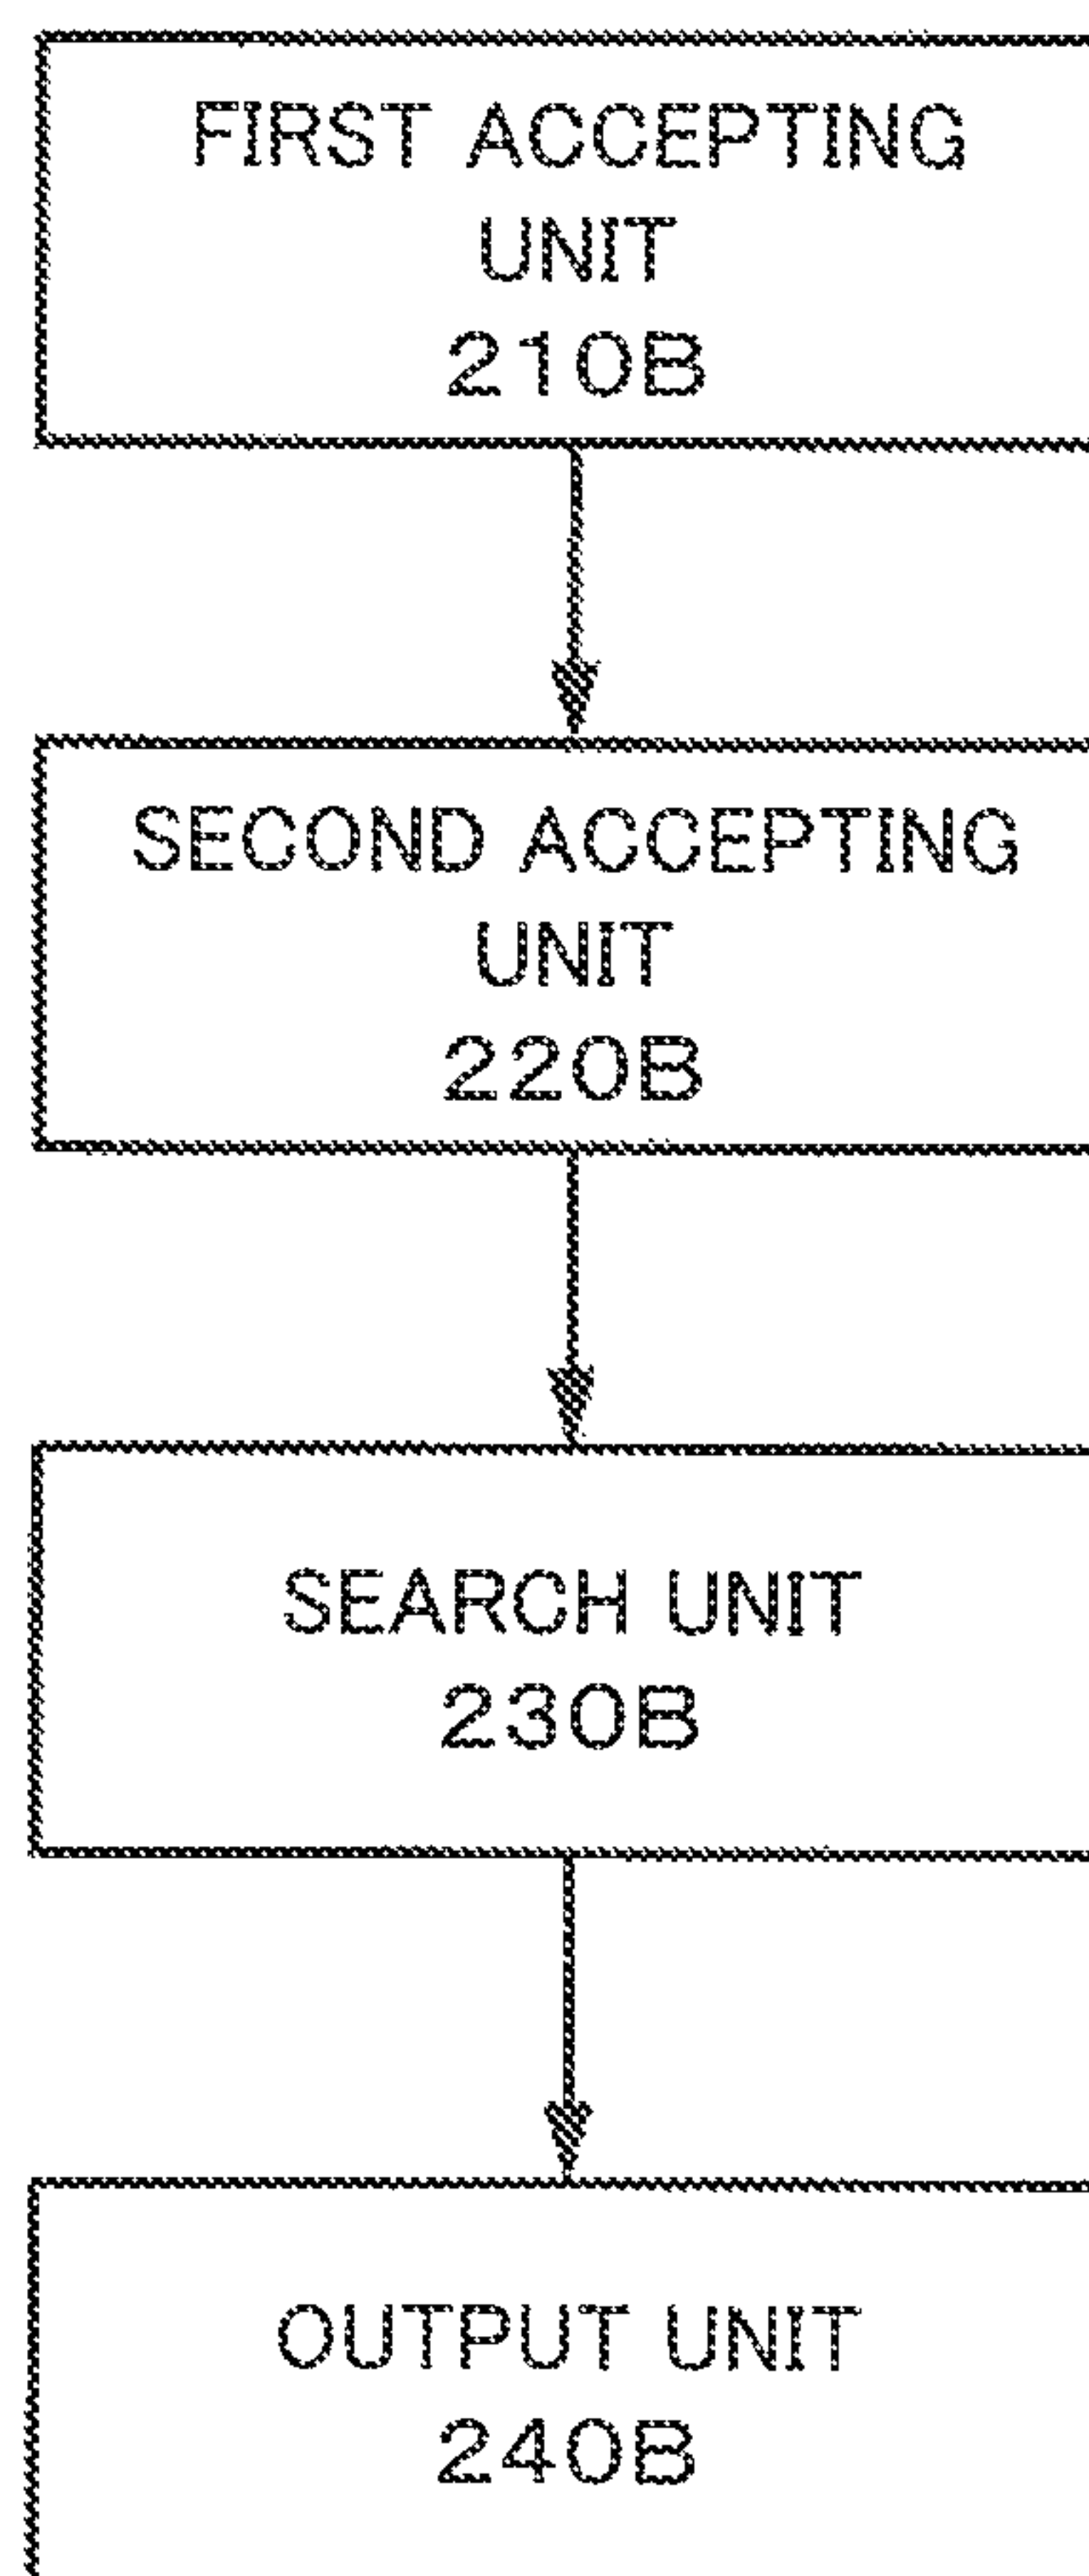 FIRST ACCEPTING
UNIT
210B
SECOND ACCEPTING
UNIT
220B
SEARCH UNIT
230B
OUTPUT UNIT
240B